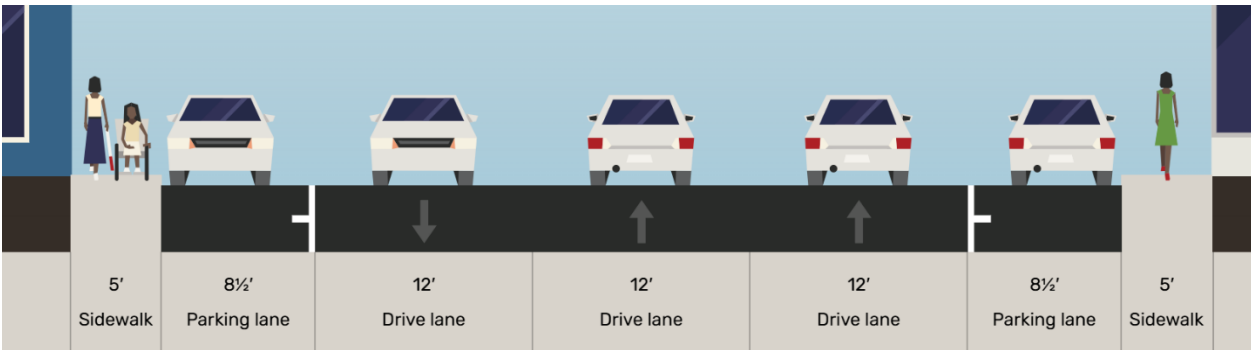 5′
Sidewalk
8½′
Parking lane
12′
Drive lane
12′
Drive lane
12′
Drive lane
8½′
Parking lane
5′
Sidewalk